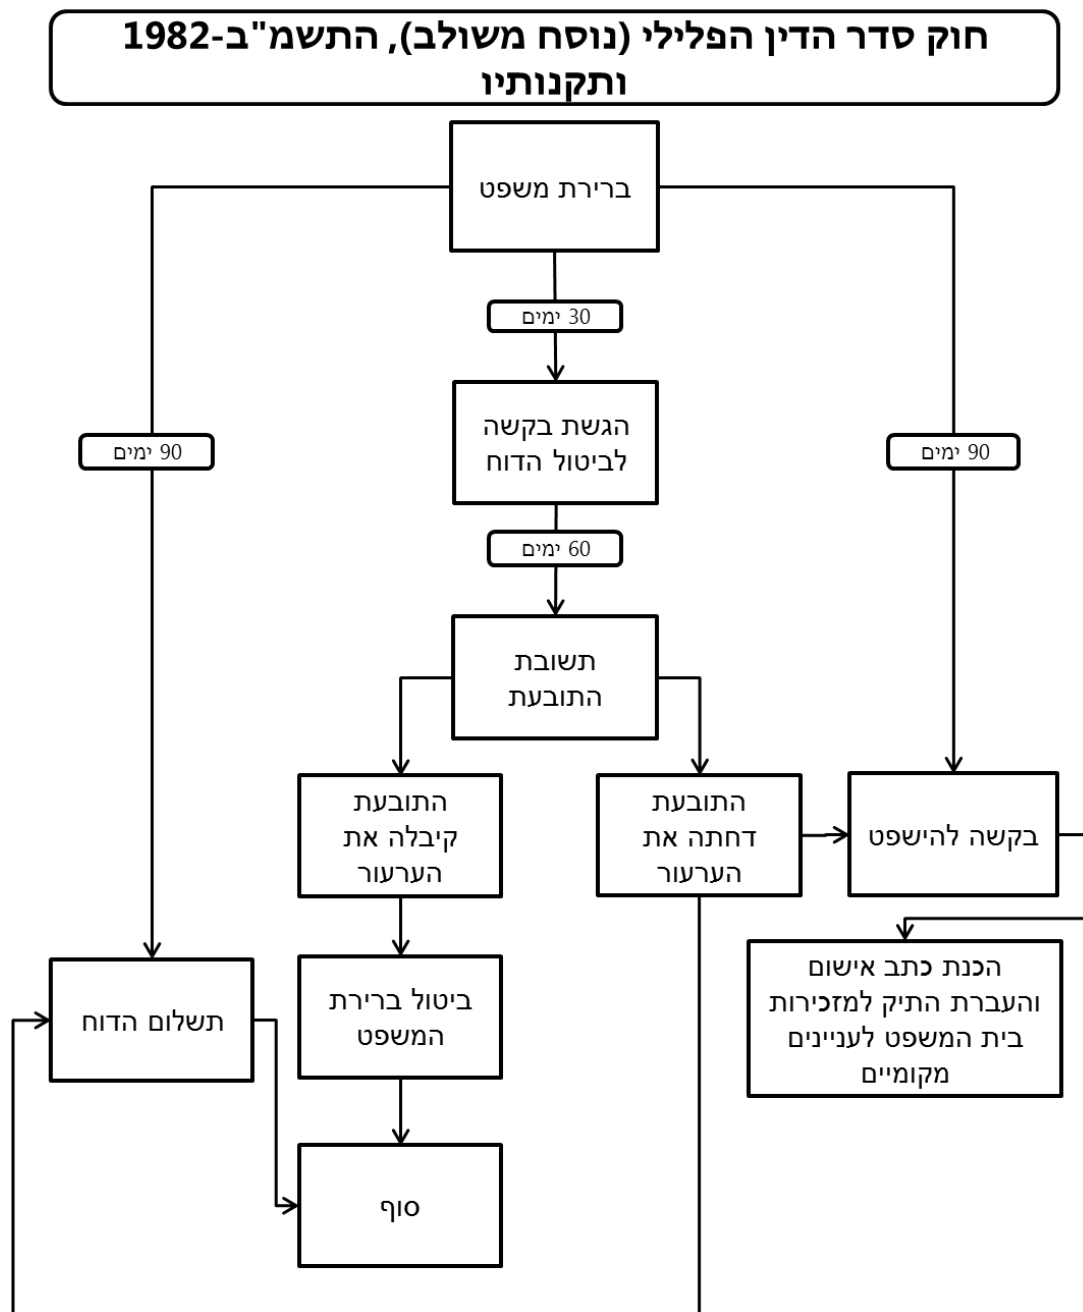 חוק סדר הדין הפלילי (נוסח משולב), התשמ"ב-1982
ותקנותיו
ברירת משפט
30 ימים
הגשת בקשה
לביטול הדוח
90 ימים
90 ימים
60 ימים
תשובת
התובעת
בקשה להישפט
התובעת
דחתה את
הערעור
התובעת
קיבלה את
הערעור
הכנת כתב אישום
והעברת התיק למזכירות
בית המשפט לעניינים
מקומיים
ביטול ברירת
המשפט
תשלום הדוח
סוף